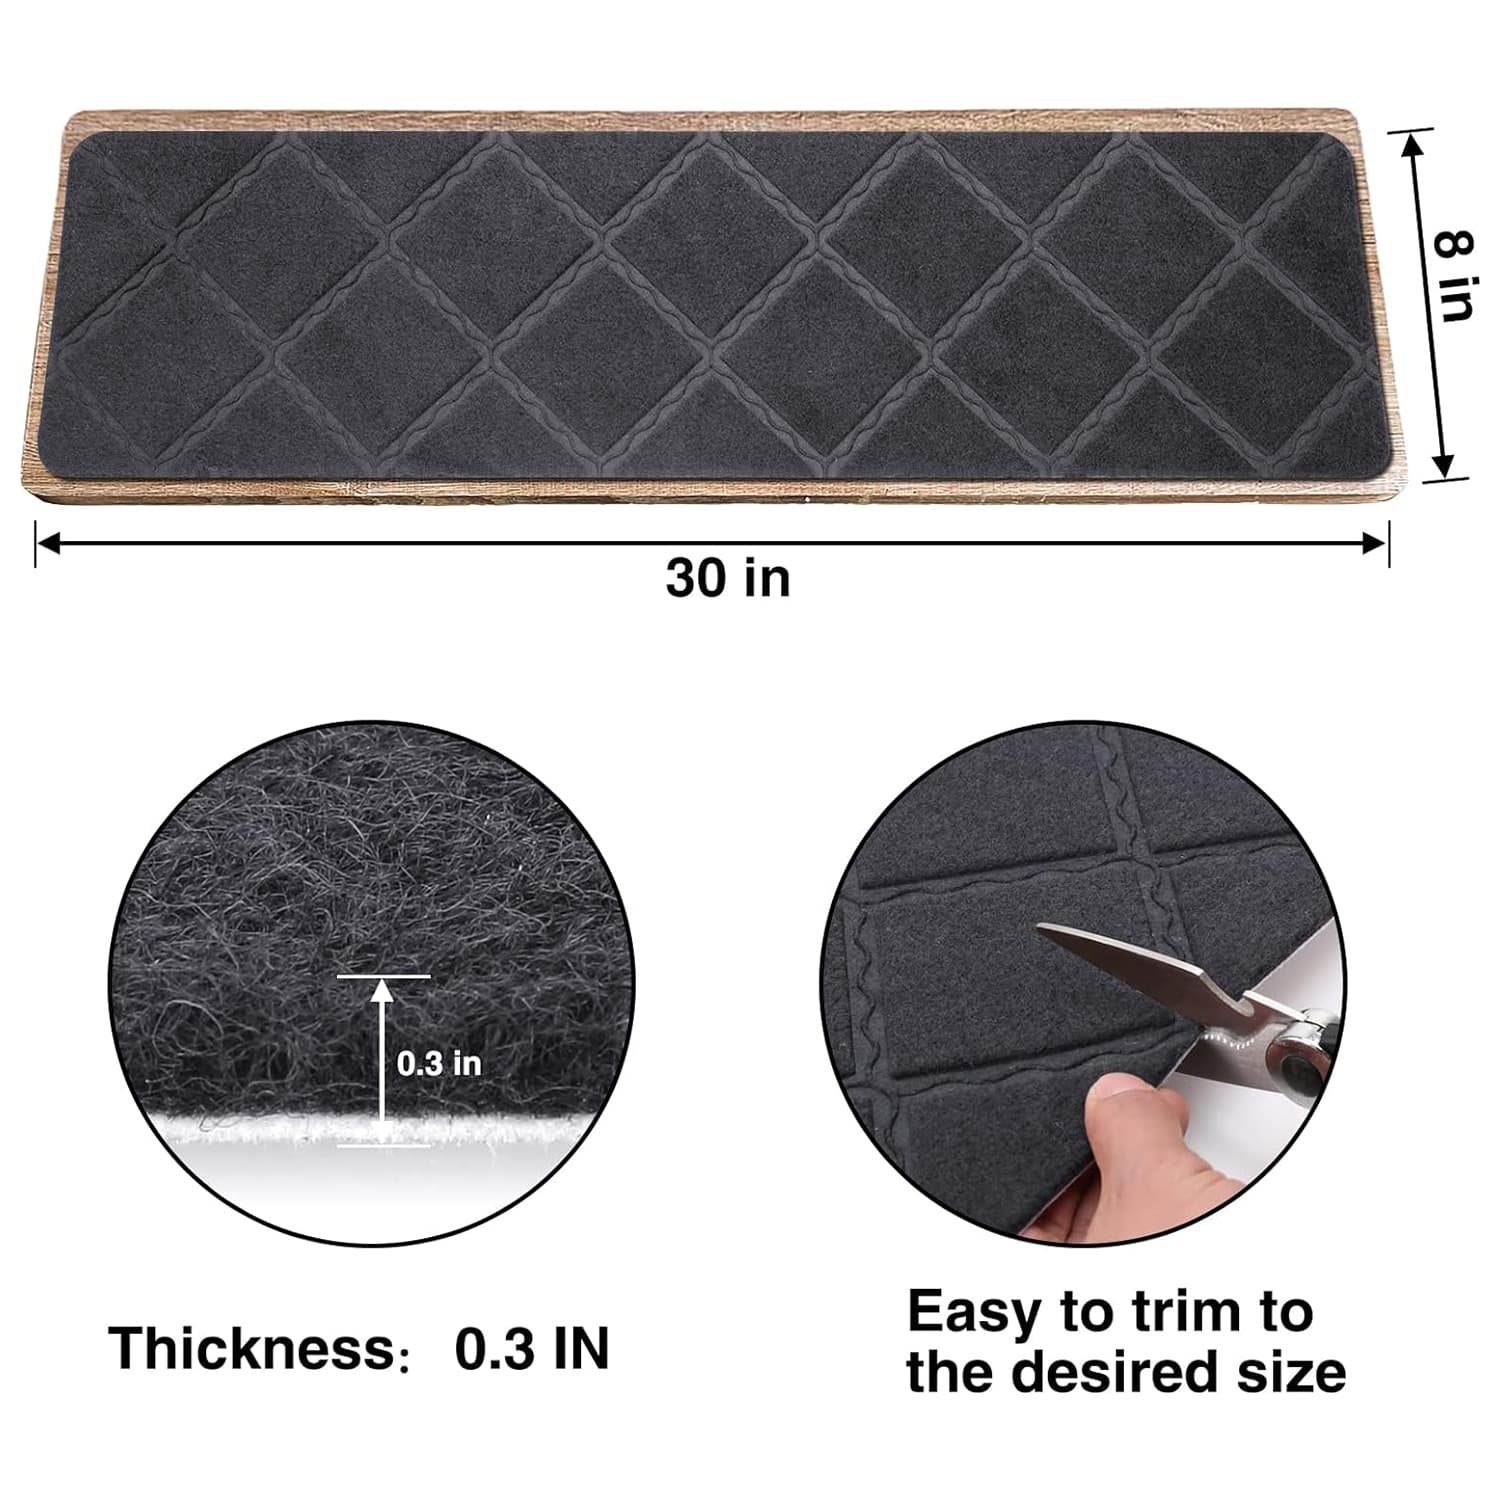 8 in
30 in
0.3 in
Thickness: 0.3 IN
Easy to trim to
the desired size